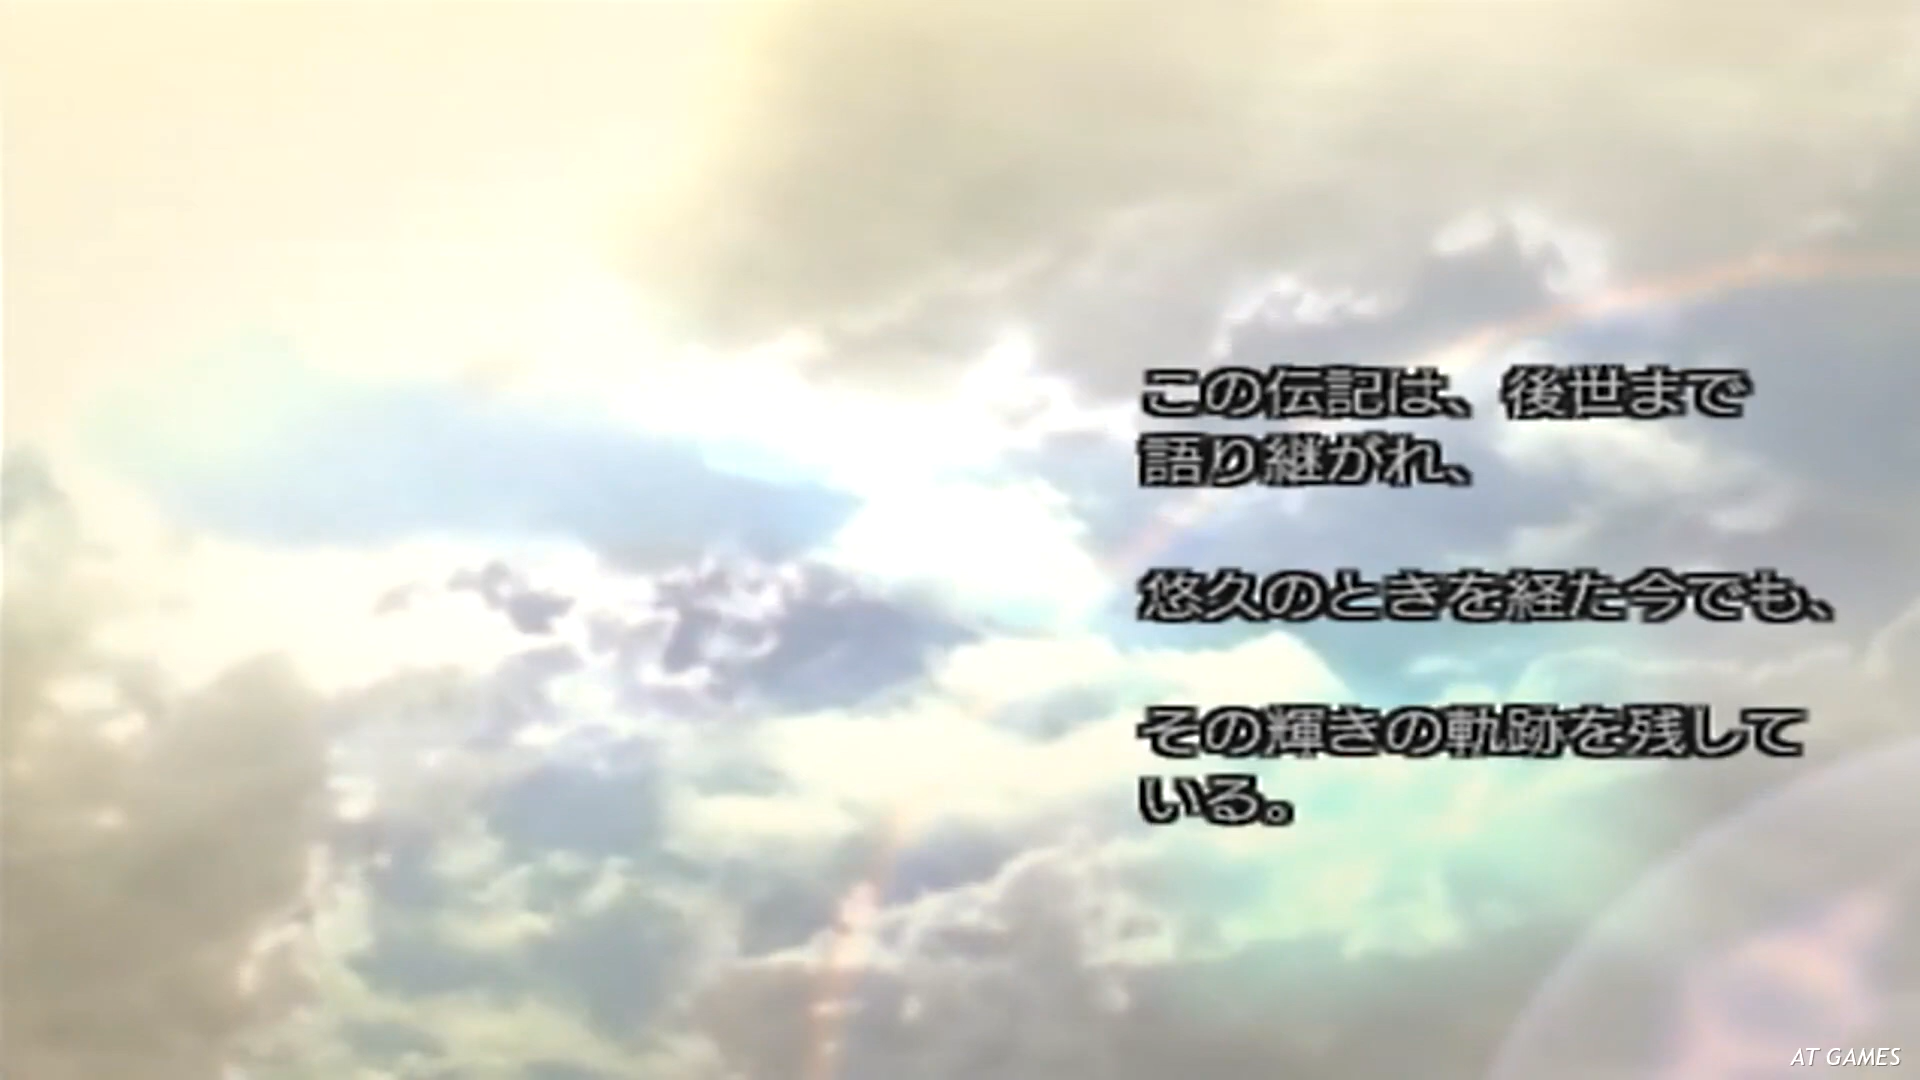 この伝記は、後世まで
語り継がれ、
悠久のときを経た今でも、
その輝きの軌跡を残して
いる。
AT GAMES